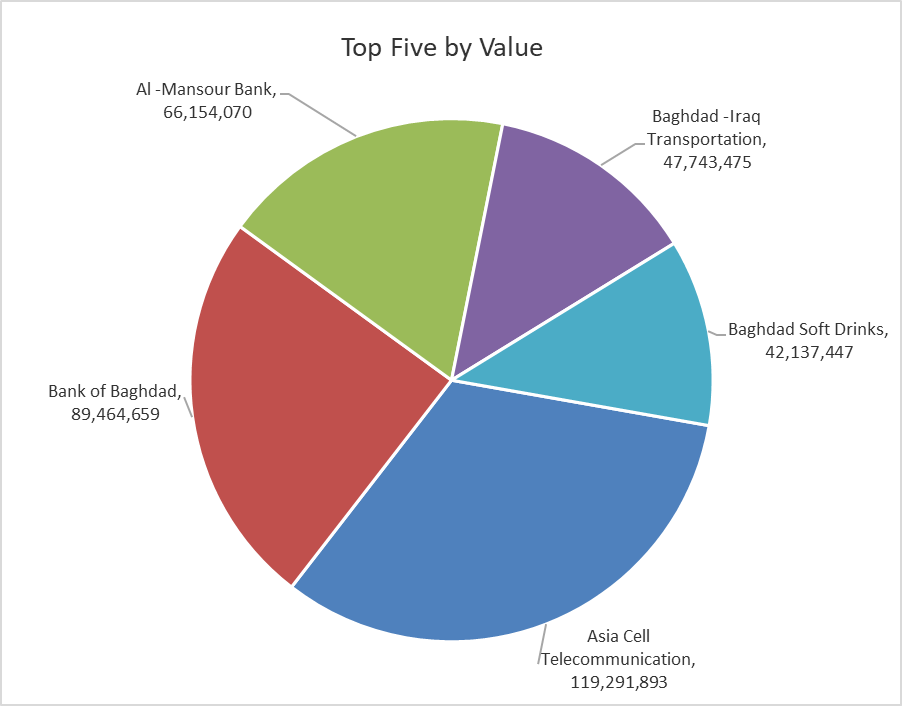 Top Five by Value
Al -Mansour Bank,
66,154,070
Baghdad -Iraq
Transportation,
47,743,475
Baghdad Soft Drinks,
42,137,447
Bank of Baghdad,
89,464,659
Asia Cell
Telecommunication,
119,291,893